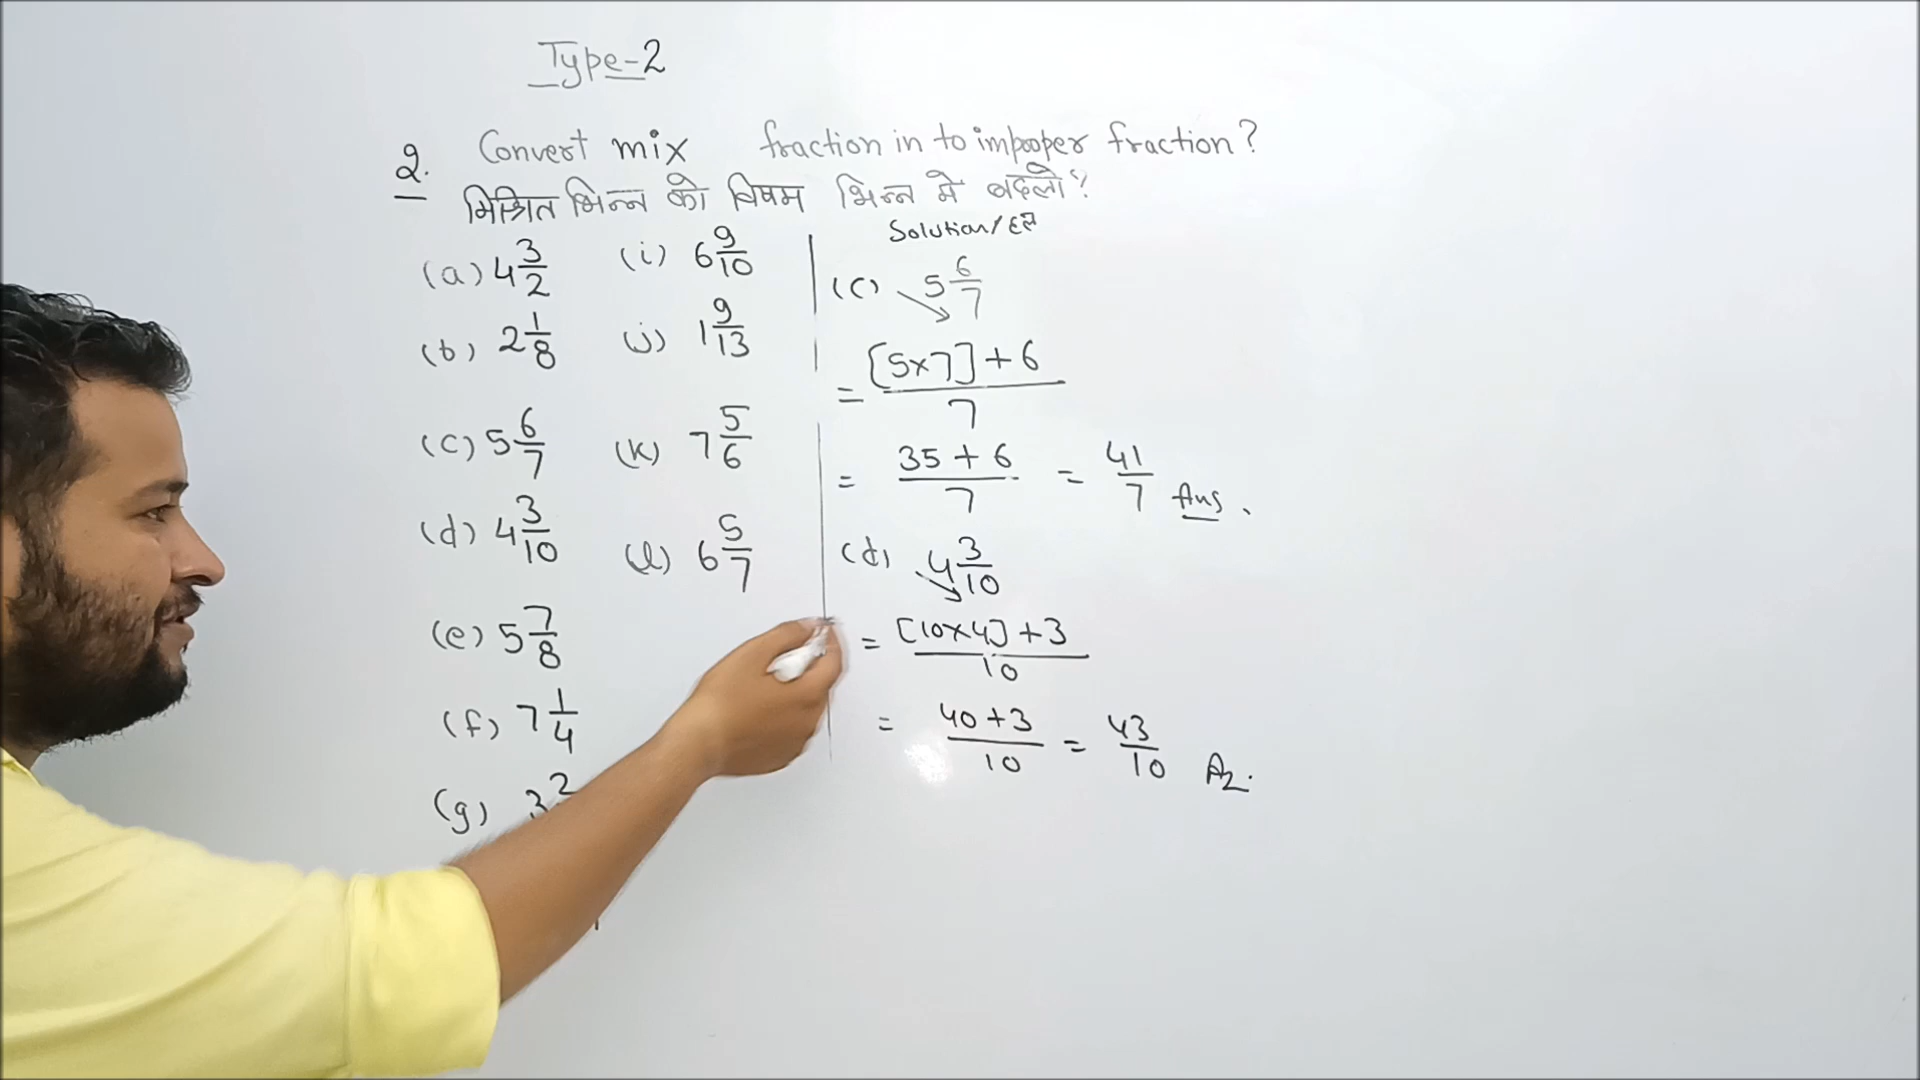 Type-2
2. Convert mix fraction in to improper fraction?
मिश्रित भिन्न को विषम भिन्न में बदलो?
(a) 4 3/2
(b) 2 1/8
(c) 5 6/7
(d) 4 3/10
(e) 5 7/8
(f) 7 1/4
(g) 3 2
(i) 6 9/10
(j) 1 9/13
(k) 7 5/6
(l) 6 5/7
Solution/हल
(c) 5 6/7
= [5×7]+6/7
= 35+6/7 = 41/7 Ans.
(d) 4 3/10
= [10×4]+3/10
= 40+3/10 = 43/10